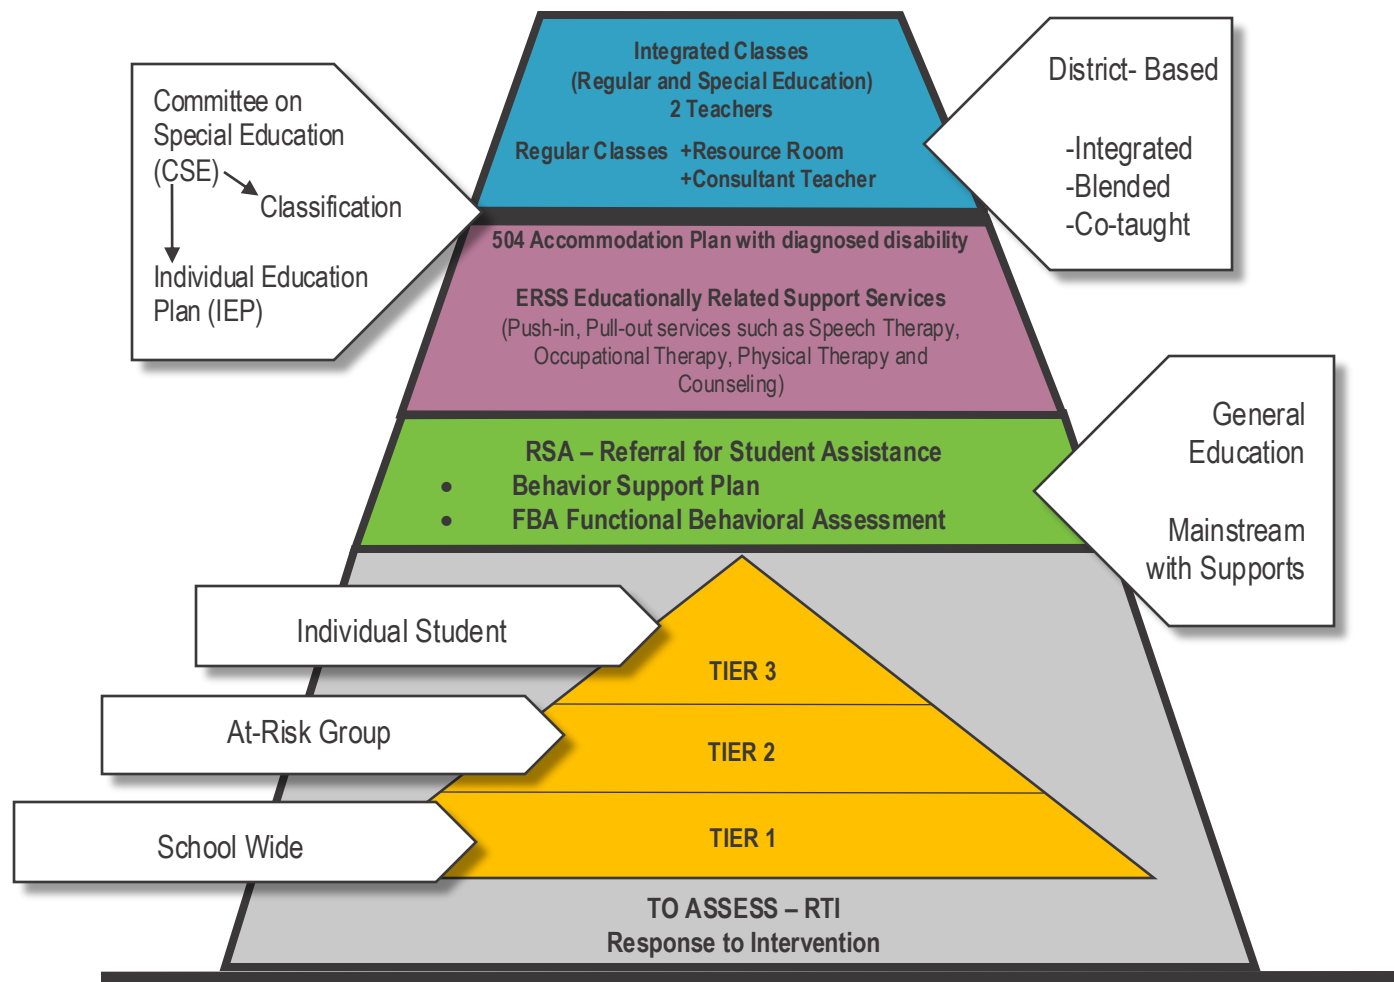 Integrated Classes
(Regular and Special Education)
2 Teachers
Regular Classes +Resource Room
+Consultant Teacher
District- Based
-Integrated
-Blended
-Co-taught
Committee on
Special Education
(CSE)
Classification
Individual Education
Plan (IEP)
504 Accommodation Plan with diagnosed disability
ERSS Educationally Related Support Services
(Push-in, Pull-out services such as Speech Therapy,
Occupational Therapy, Physical Therapy and
Counseling)
RSA – Referral for Student Assistance
• Behavior Support Plan
• FBA Functional Behavioral Assessment
General
Education
Mainstream
with Supports
Individual Student
TIER 3
At-Risk Group
TIER 2
School Wide
TIER 1
TO ASSESS – RTI
Response to Intervention